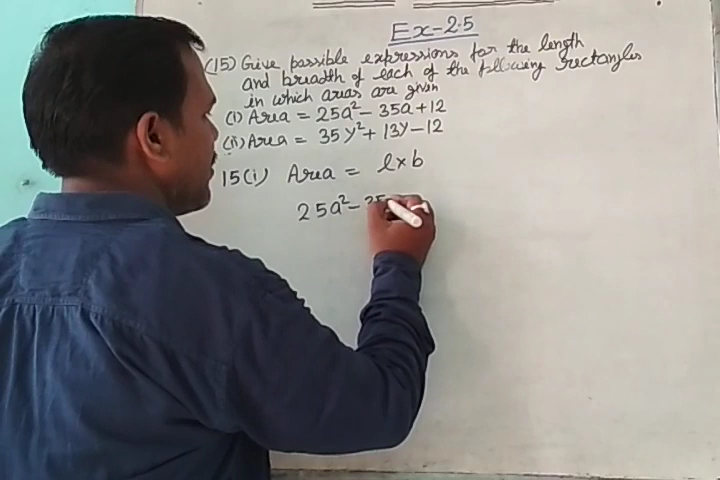 Ex-2.5
(15) Give possible expressions for the length
and breadth of each of the following rectangles
in which areas are given
(i) Area = 25a² - 35a + 12
(ii) Area = 35y² + 13y - 12
15(i) Area = l×b
25a² - 35